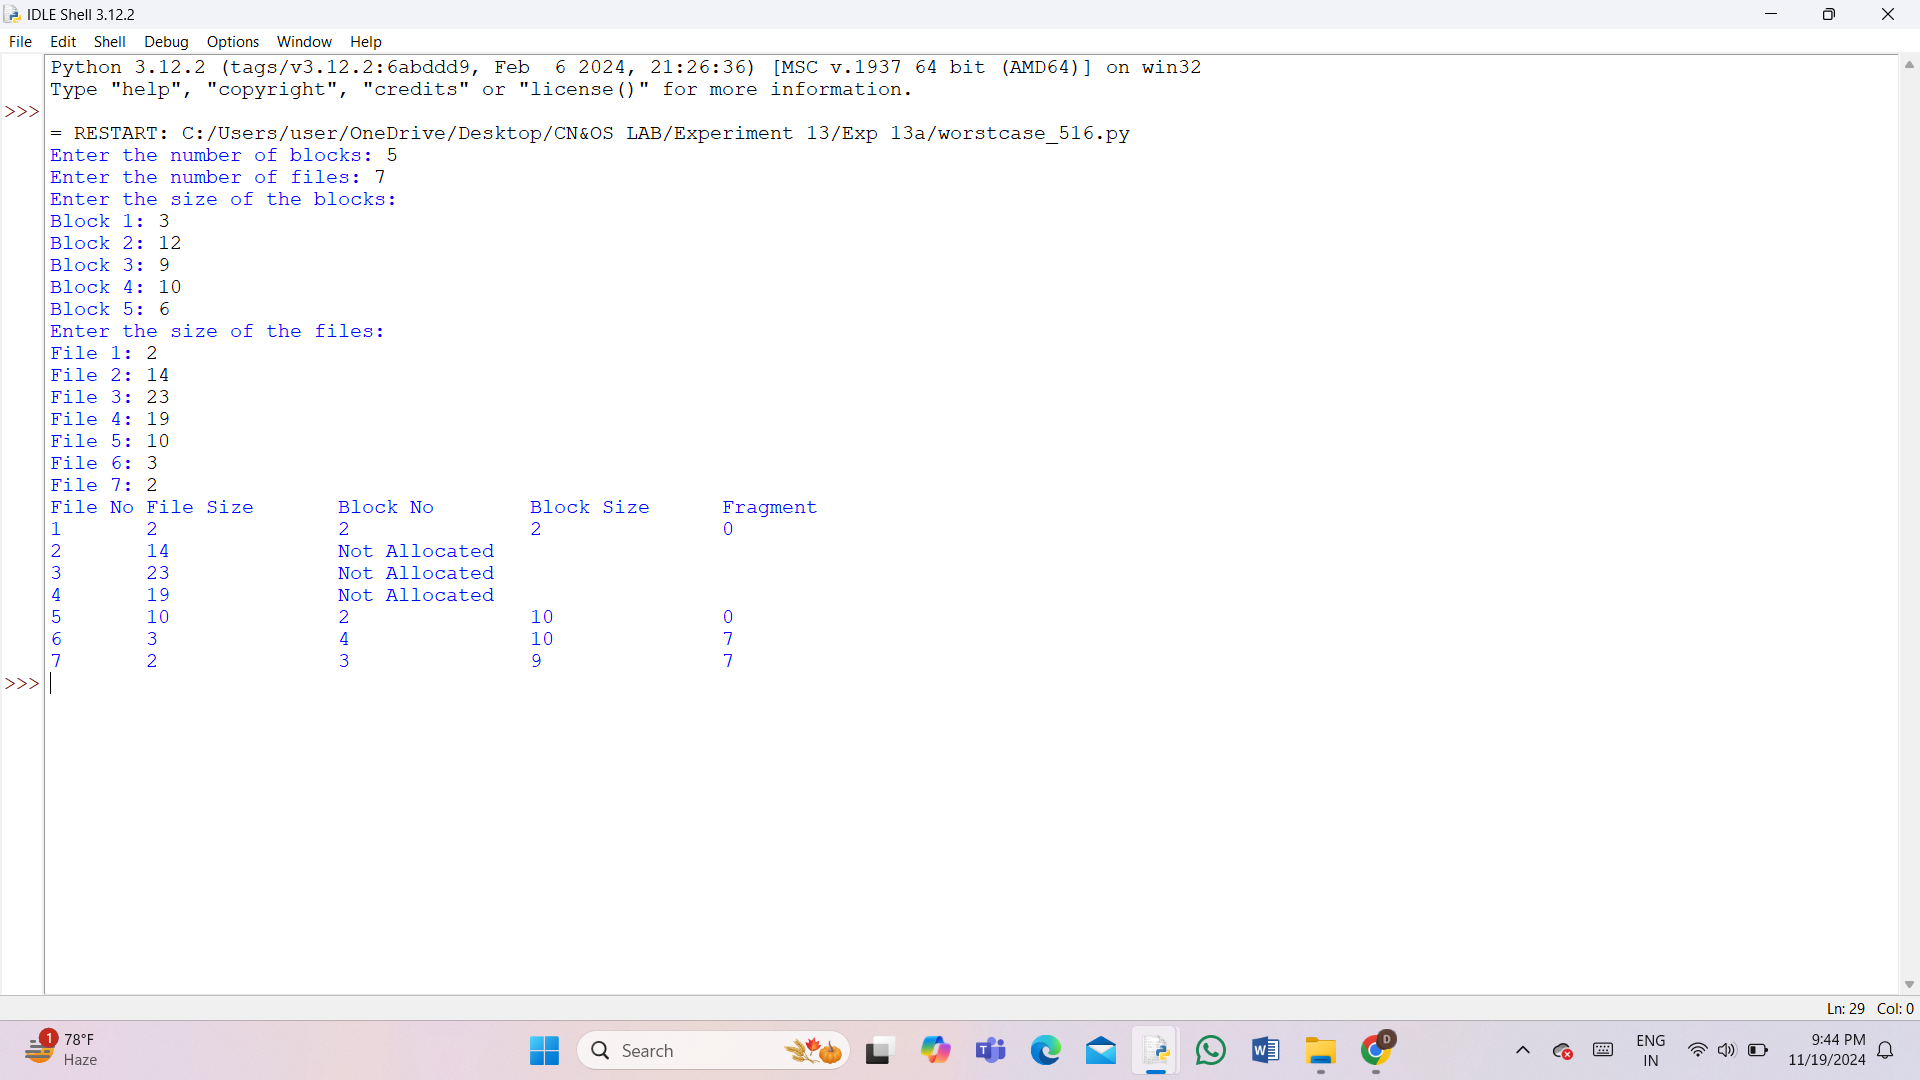 IDLE Shell 3.12.2
File Edit Shell Debug Options Window Help
Python 3.12.2 (tags/v3.12.2:6abddd9, Feb  6 2024, 21:26:36) [MSC v.1937 64 bit (AMD64)] on win32
Type "help", "copyright", "credits" or "license()" for more information.
>>>
= RESTART: C:/Users/user/OneDrive/Desktop/CN&OS LAB/Experiment 13/Exp 13a/worstcase_516.py
Enter the number of blocks: 5
Enter the number of files: 7
Enter the size of the blocks:
Block 1: 3
Block 2: 12
Block 3: 9
Block 4: 10
Block 5: 6
Enter the size of the files:
File 1: 2
File 2: 14
File 3: 23
File 4: 19
File 5: 10
File 6: 3
File 7: 2
File No File Size Block No Block Size Fragment
1 2 2 2 0
2 14 Not Allocated
3 23 Not Allocated
4 19 Not Allocated
5 10 2 10 0
6 3 4 10 7
7 2 3 9 7
>>>
Ln: 29 Col: 0
1
78°F
Haze
Search
D
ENG
IN
9:44 PM
11/19/2024